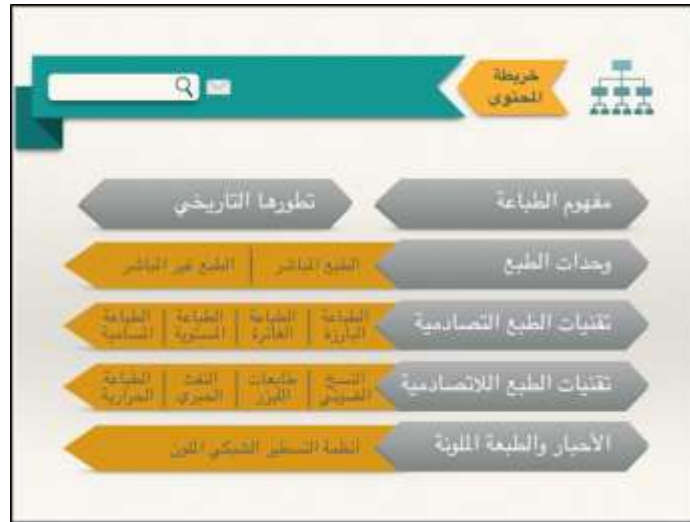 خريطة
المحتوى
مفهوم الطباعة
تطورها التاريخي
وحدات الطبع
الطبع المباشر
الطبع غير المباشر
تقنيات الطبع التصادمية
الطباعة البارزة
الطباعة الغائرة
الطباعة المستوية
الطباعة المسامية
تقنيات الطبع اللاتصادمية
النسخ الضوئي
طابعات الليزر
النفث الحبري
الطباعة الحرارية
الأحبار والطبعة الملونة
أنظمة التسطير الشبكي الملون